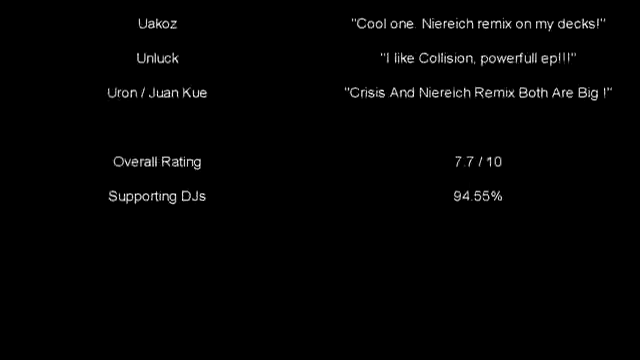 Uakoz "Cool one. Niereich remix on my decks!"
Unluck "I like Collision, powerfull ep!!!"
Uron / Juan Kue "Crisis And Niereich Remix Both Are Big !"
Overall Rating 7.7 / 10
Supporting DJs 94.55%